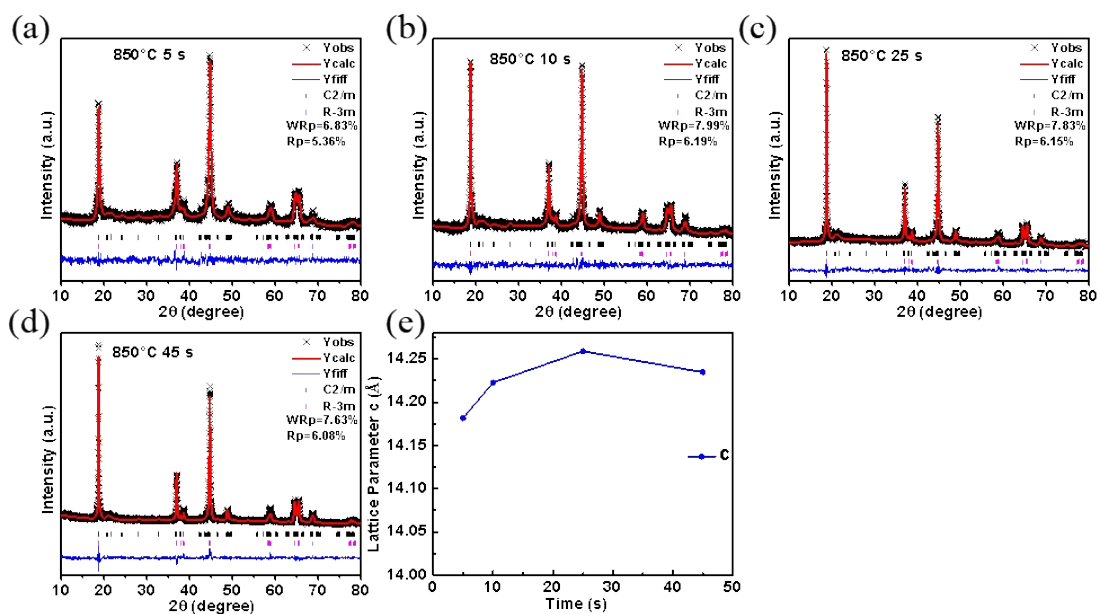 (a)
850°C 5 s
Yobs
Ycalc
Yfiff
C2/m
R-3m
WRp=6.83%
Rp=5.36%
Intensity (a.u.)
10 20 30 40 50 60 70 80
2θ (degree)
(b)
850°C 10 s
Yobs
Ycalc
Yfiff
C2/m
R-3m
WRp=7.99%
Rp=6.19%
Intensity (a.u.)
10 20 30 40 50 60 70 80
2θ (degree)
(c)
850°C 25 s
Yobs
Ycalc
Yfiff
C2/m
R-3m
WRp=7.83%
Rp=6.15%
Intensity (a.u.)
10 20 30 40 50 60 70 80
2θ (degree)
(d)
850°C 45 s
Yobs
Ycalc
Yfiff
C2/m
R-3m
WRp=7.63%
Rp=6.08%
Intensity (a.u.)
10 20 30 40 50 60 70 80
2θ (degree)
(e)
Lattice Parameter c (Å)
14.25
14.20
14.15
14.10
14.05
14.00
C
0 10 20 30 40 50
Time (s)